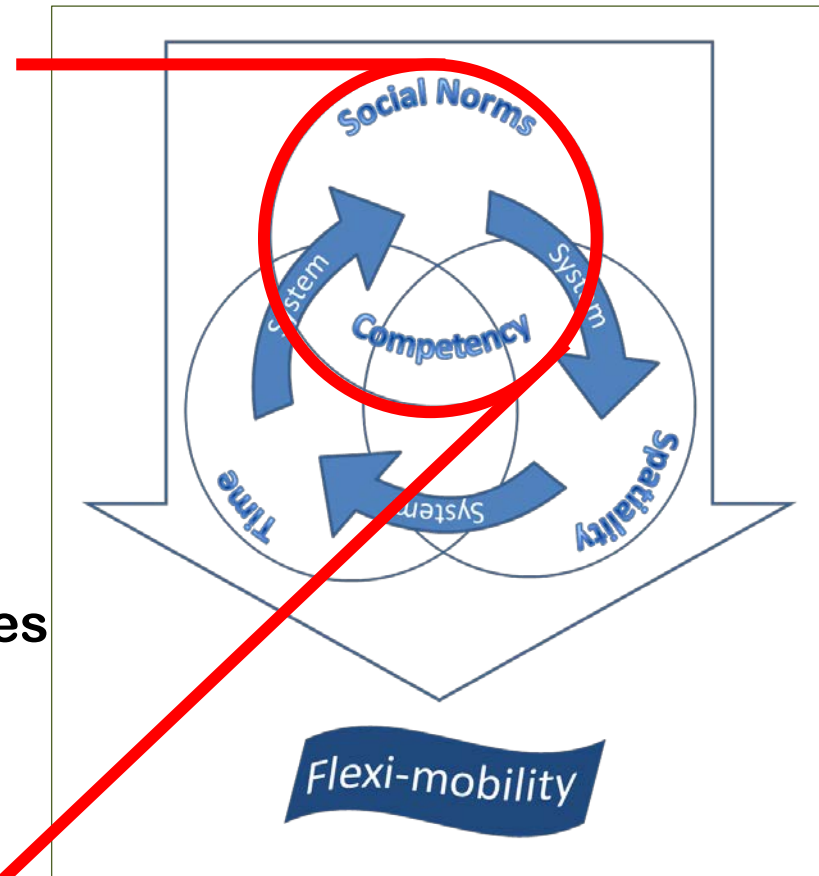 Social Norms
System
System
Competency
Time
System
Spatiality
es
Flexi-mobility